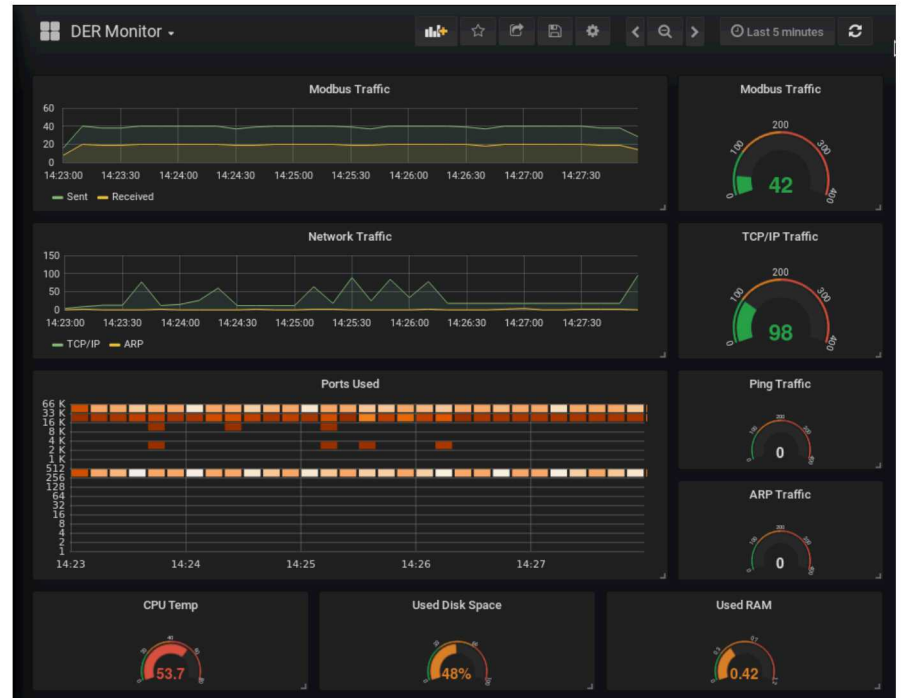 DER Monitor
Last 5 minutes
Modbus Traffic
60
40
20
0
14:23:00 14:23:30 14:24:00 14:24:30 14:25:00 14:25:30 14:26:00 14:26:30 14:27:00 14:27:30
Sent Received
Modbus Traffic
0 100 200 300 400
42
Network Traffic
150
100
50
0
14:23:00 14:23:30 14:24:00 14:24:30 14:25:00 14:25:30 14:26:00 14:26:30 14:27:00 14:27:30
TCP/IP ARP
TCP/IP Traffic
0 100 200 300 400
98
Ports Used
66 K
33 K
16 K
8 K
4 K
2 K
1 K
512
256
128
64
32
16
8
4
2
1
14:23 14:24 14:25 14:26 14:27
Ping Traffic
0
ARP Traffic
0
CPU Temp
53.7
Used Disk Space
48%
Used RAM
0.42